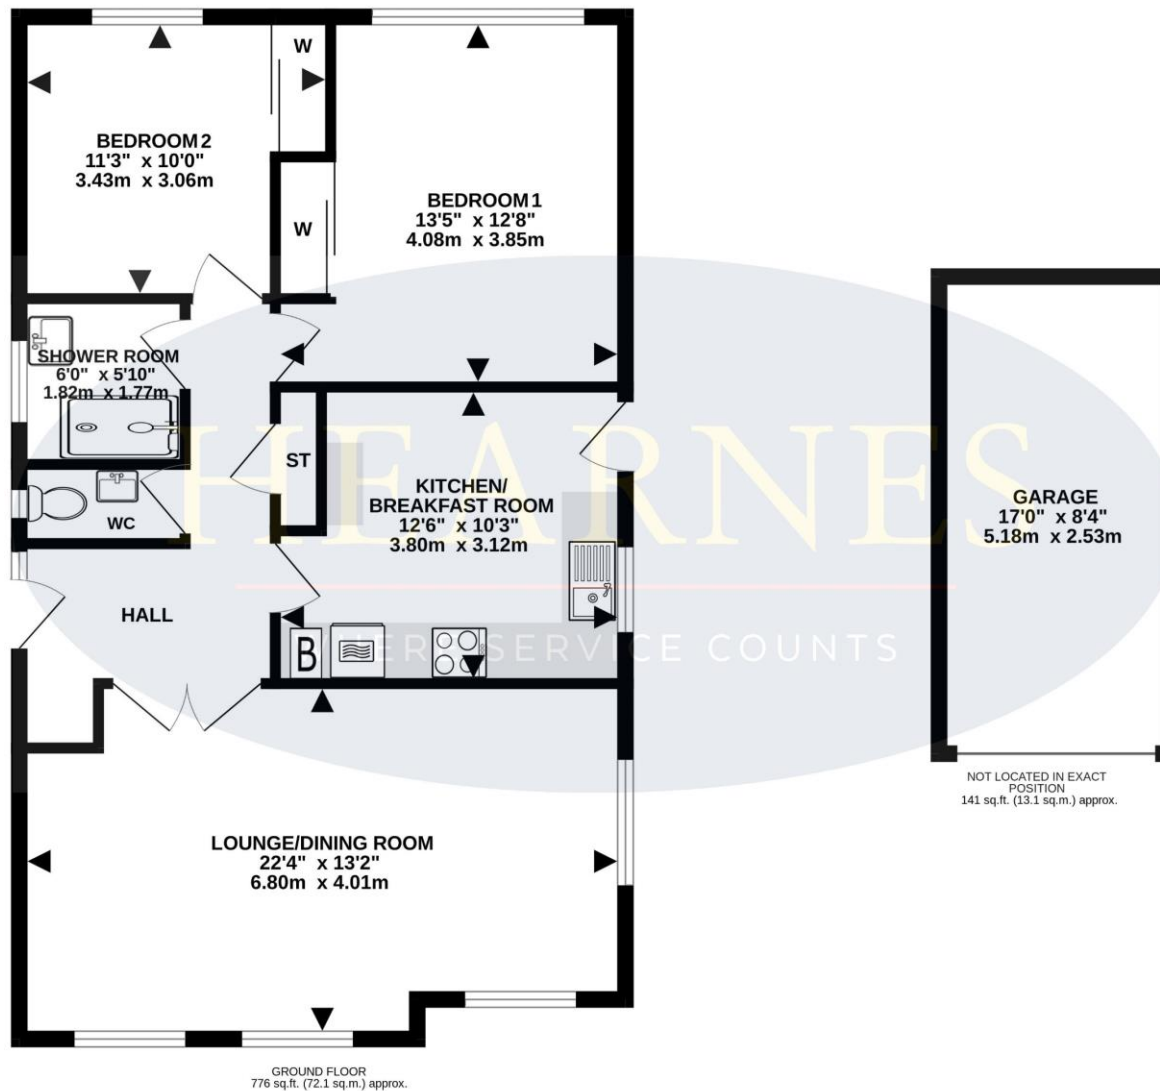 W
BEDROOM 2
11'3" x 10'0"
3.43m x 3.06m
BEDROOM 1
13'5" x 12'8"
4.08m x 3.85m
W
SHOWER ROOM
6'0" x 5'10"
1.82m x 1.77m
HEARNES
ST
KITCHEN/
BREAKFAST ROOM
12'6" x 10'3"
3.80m x 3.12m
WC
GARAGE
17'0" x 8'4"
5.18m x 2.53m
HALL
B
WHERE SERVICE COUNTS
NOT LOCATED IN EXACT
POSITION
141 sq.ft. (13.1 sq.m.) approx.
LOUNGE/DINING ROOM
22'4" x 13'2"
6.80m x 4.01m
GROUND FLOOR
776 sq.ft. (72.1 sq.m.) approx.